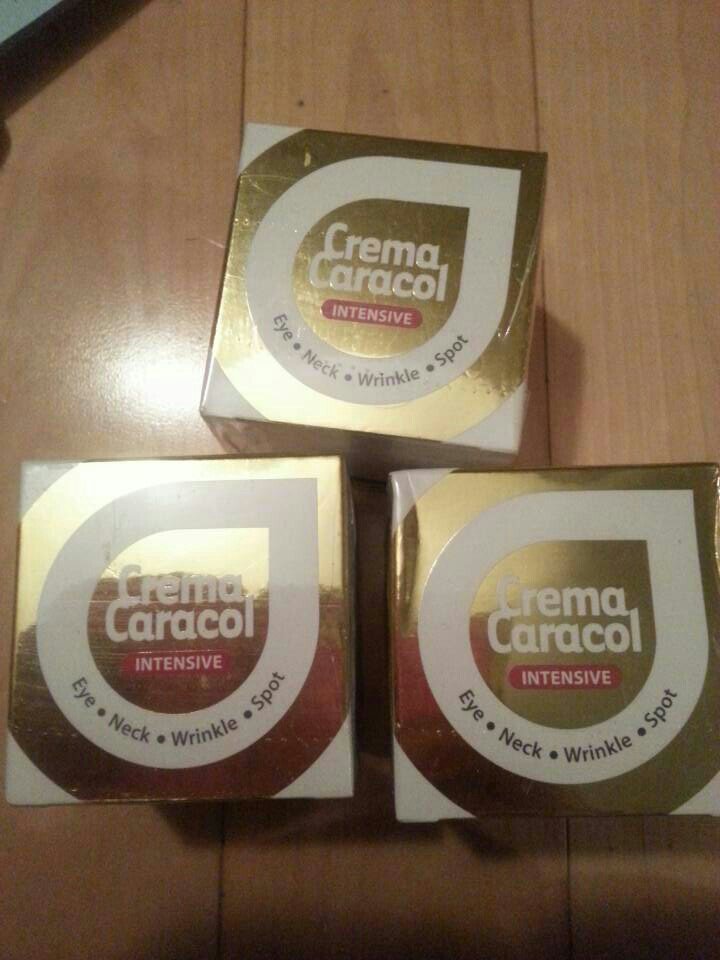 Crema
Caracol
INTENSIVE
Eye • Neck • Wrinkle • Spot
Crema
Caracol
INTENSIVE
Eye • Neck • Wrinkle • Spot
Crema
Caracol
INTENSIVE
Eye • Neck • Wrinkle • Spot